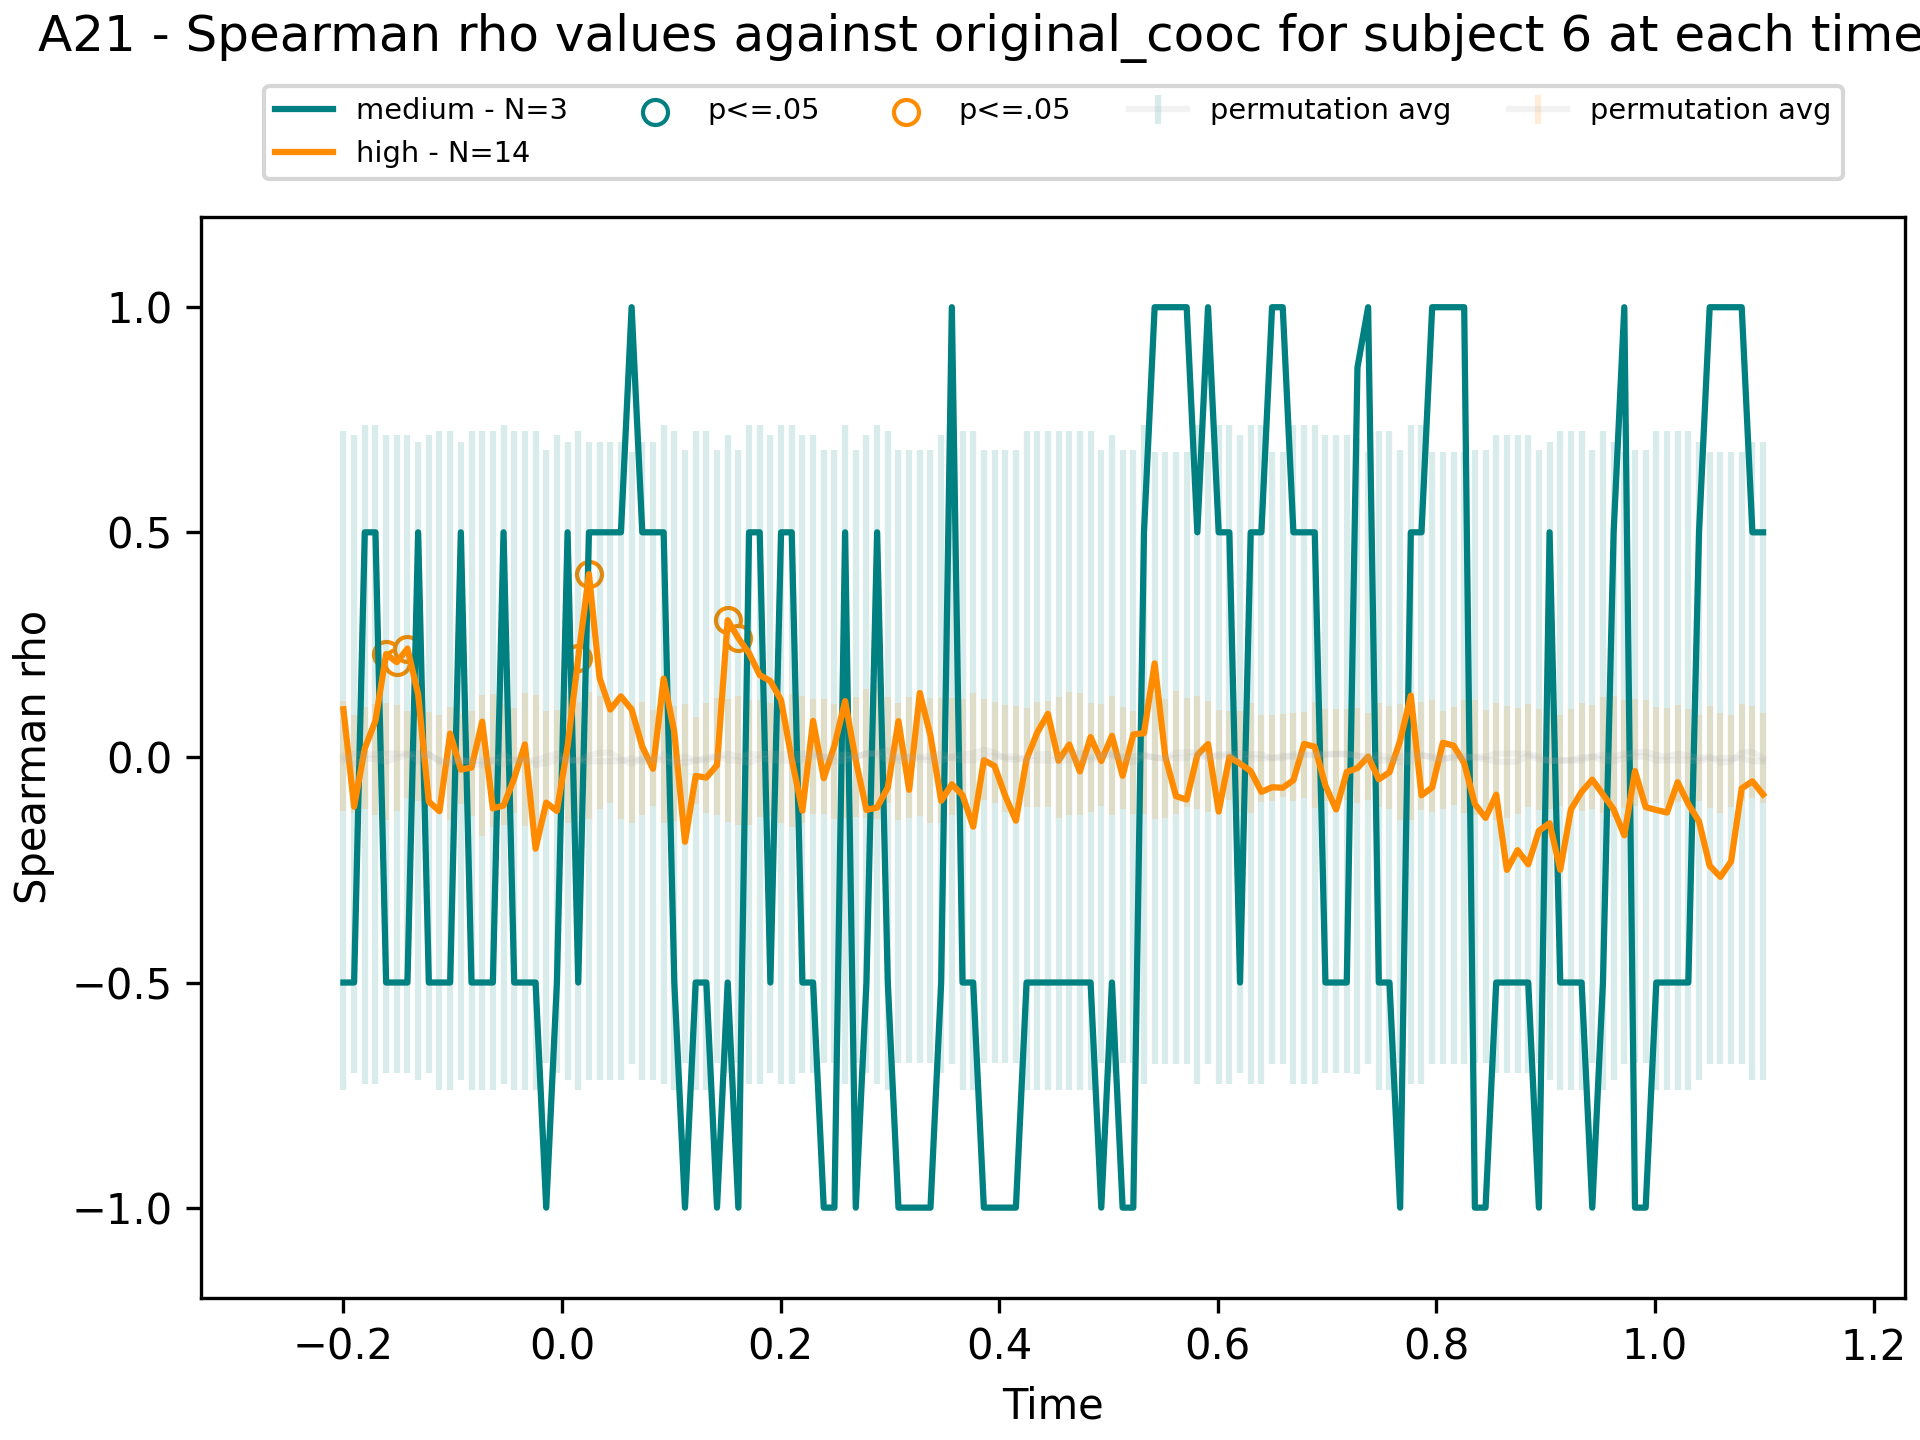 A21 - Spearman rho values against original_cooc for subject 6 at each time
medium - N=3
high - N=14
p<=.05
p<=.05
permutation avg
permutation avg
Spearman rho
1.0
0.5
0.0
−0.5
−1.0
−0.2 0.0 0.2 0.4 0.6 0.8 1.0 1.2
Time